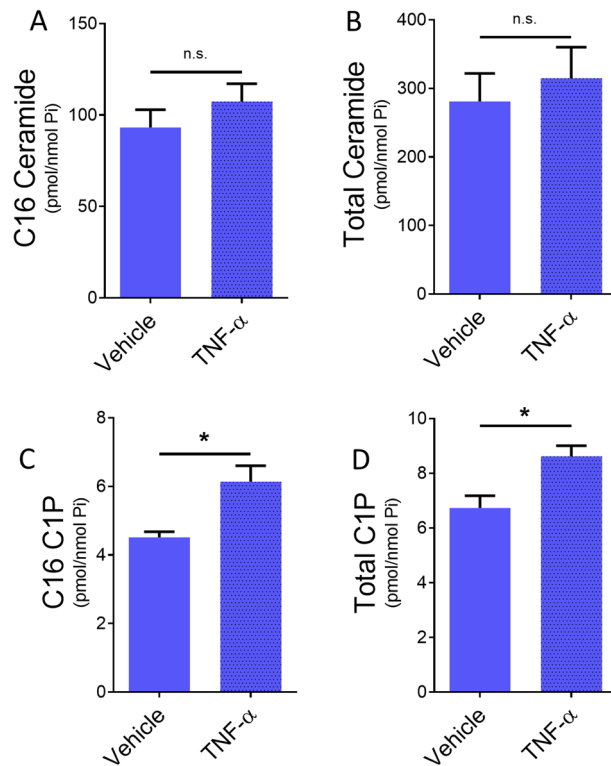 A
C16 Ceramide
(pmol/nmol Pi)
150
100
50
0
n.s.
Vehicle
TNF-α
B
Total Ceramide
(pmol/nmol Pi)
400
300
200
100
0
n.s.
Vehicle
TNF-α
C
C16 C1P
(pmol/nmol Pi)
8
6
4
2
0
*
Vehicle
TNF-α
D
Total C1P
(pmol/nmol Pi)
10
8
6
4
2
0
*
Vehicle
TNF-α